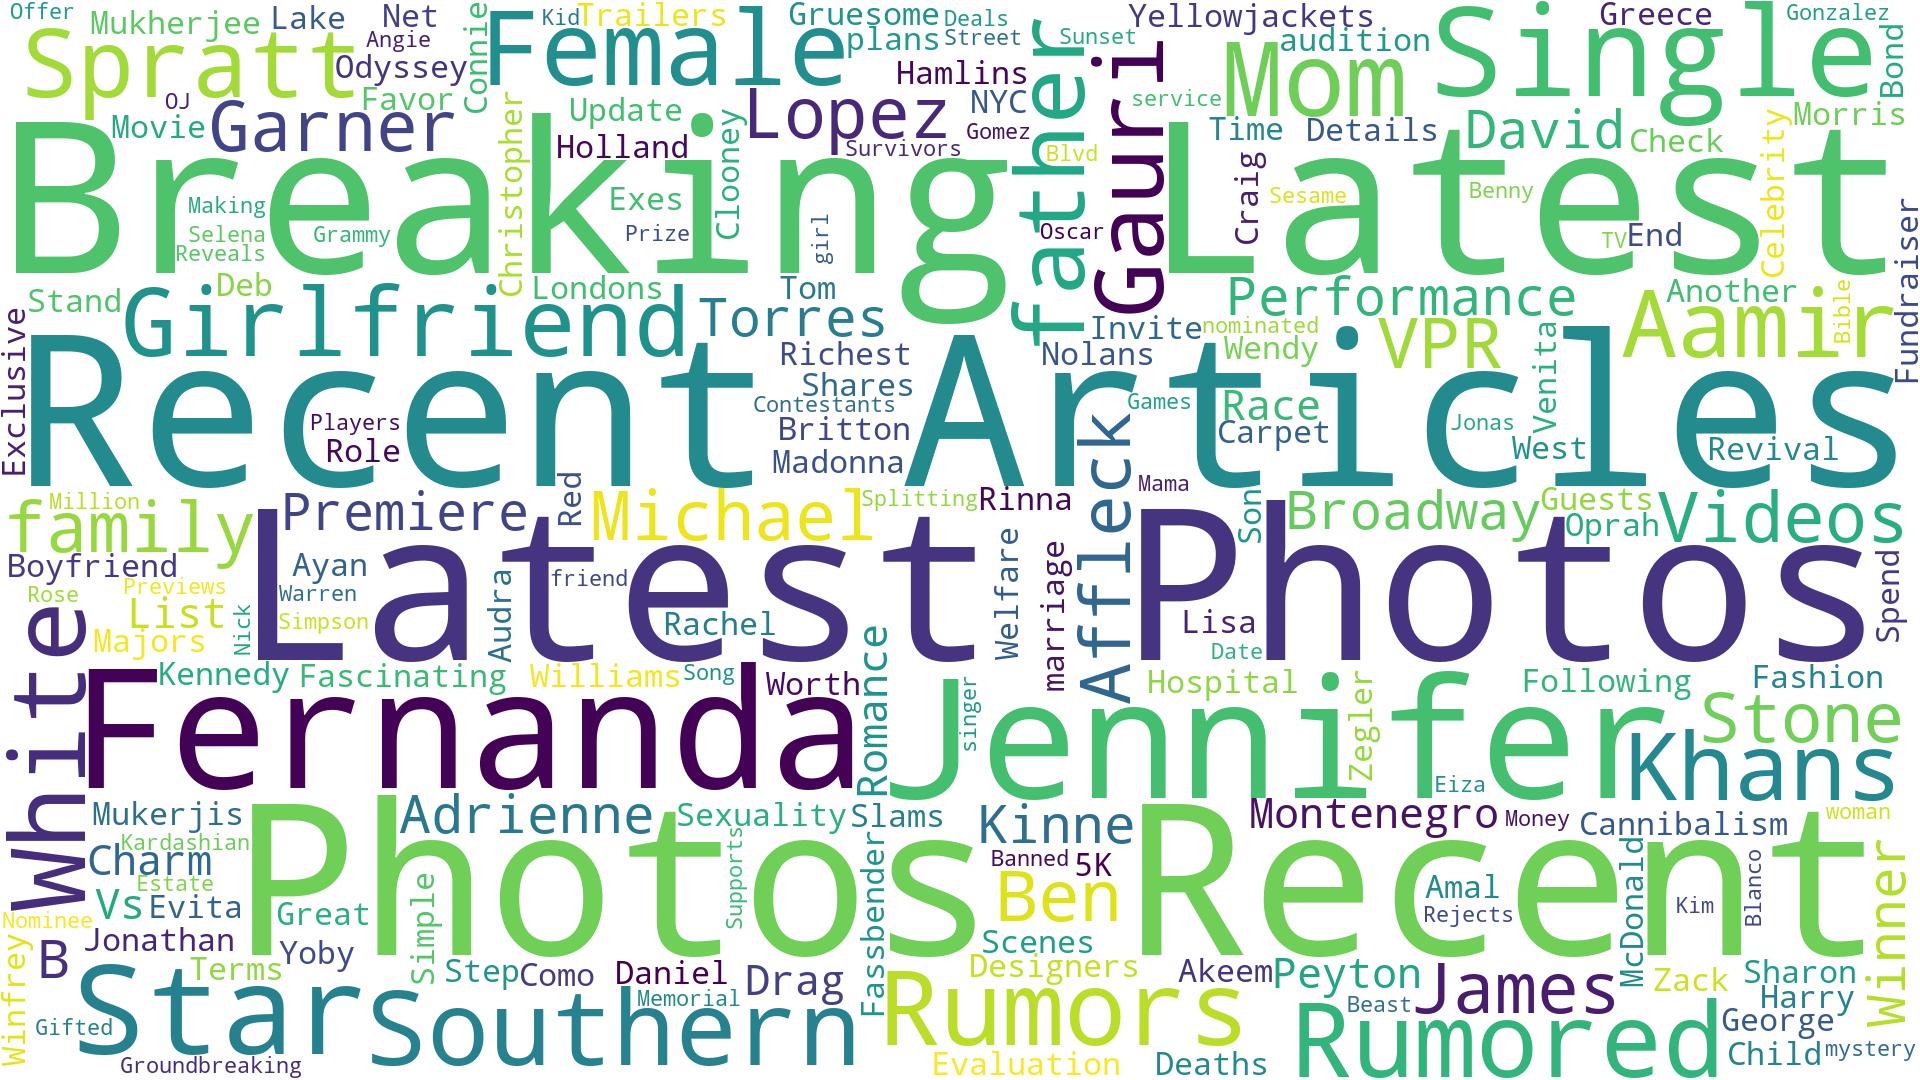 Offer
Mukherjee
Lake
Net
Angie
Connie
Kid
Trailers
Female
Gruesome
Deals
plans
Street
Sunset
Yellowjackets
audition
Single
Greece
Gonzalez
Bond
Spratt
Odyssey
Hamlins
father
Gauri
Mom
OJ
Favor
Movie
Garner
Update
Holland
Lopez
NYC
Gomez
Survivors
service
Time
Details
David
Check
Morris
Celebrity
Breaking
Christopher
Clooney
Exes
Blvd
Latest
Craig
Sesame
Benny
Making
Selena
Reveals
Grammy
Prize
girl
Oscar
TV
End
Fundraiser
Stand
Deb
Londons
Tom
Performance
Another
Aamir
Bible
Exclusive
Girlfriend
Torres
Invite
nominated
Nolans
Wendy
VPR
Venita
Richest
Shares
Recent
Articles
Contestants
Games
Race
Carpet
Jonas
West
Revival
Players
Role
Britton
Madonna
Affleck
Mama
Million
family
Premiere
Red
Michael
Splitting
Rinna
Son
Broadway
Guests
Oprah
Videos
Boyfriend
Rose
Previews
List
Majors
Nick
Latest
Ayan
Warren
Simpson
Audra
friend
Rachel
Welfare
marriage
Photos
Lisa
Date
Spend
White
Kennedy
Fascinating
Williams
Song
Worth
Romance
singer
Hospital
Zegler
Following
Fashion
Stone
Fernanda
Jennifer
Khans
Eiza
Mukerjis
Kardashian
Adrienne
Sexuality
Slams
Kinne
Montenegro
Money
Cannibalism
woman
Charm
Estate
Vs
Evita
Photos
Great
Simple
Supports
Fassbender
Banned
5K
Ben
Recent
Amal
Rejects
McDonald
Kim
Blanco
Winner
Nominee
B
Jonathan
Winfrey
Terms
Yoby
Step
Como
Daniel
Drag
Scenes
Designers
Akeem
Peyton
James
Zack
Sharon
Harry
Gifted
Star
Southern
Memorial
Rumors
Beast
Rumored
George
Groundbreaking
Evaluation
Deaths
Child
mystery